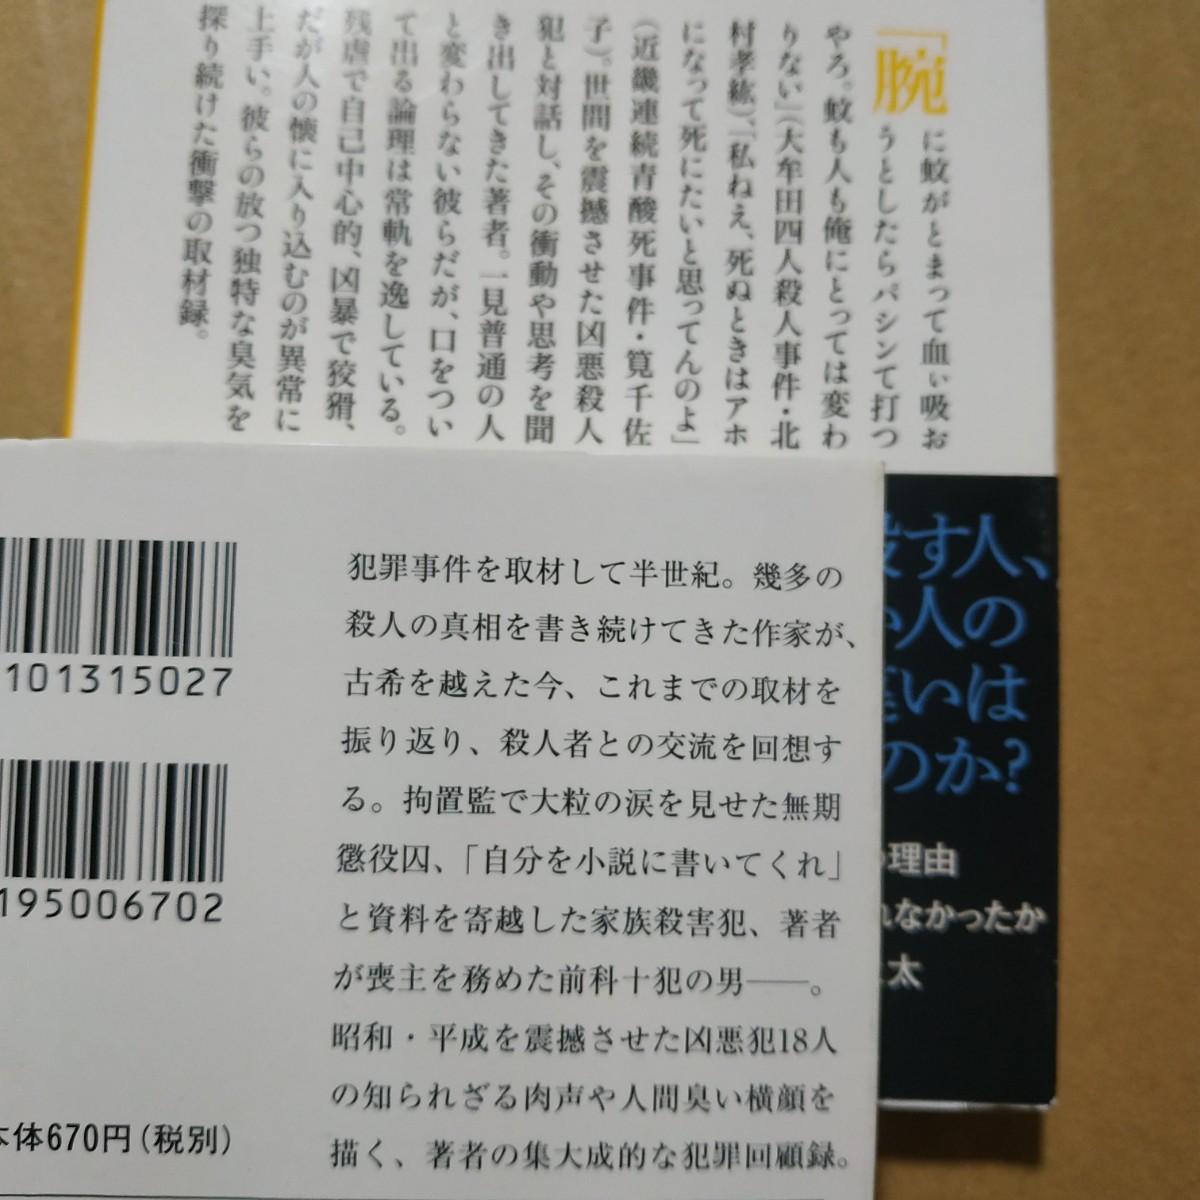 「腕に蚊がとまって血ぃ吸お
うとしたらパシンて打つ
やろ。蚊も人も俺にとっては変わ
りない」（大牟田四人殺人事件・北
村孝紘）、「私ねえ、死ぬときはアホ
になって死にたいと思ってんのよ」
（近畿連続青酸死事件・筧千佐
子）。世間を震撼させた凶悪殺人
犯と対話し、その衝動や思考を聞
き出してきた著者。一見普通の人
と変わらない彼らだが、口をつい
て出る論理は常軌を逸している。
残虐で自己中心的、凶暴で狡猾、
だが人の懐に入り込むのが異常に
上手い。彼らの放つ独特な臭気を
探り続けた衝撃の取材録。
す人、
人の
いは
のか？
理由
れなかったか
太
101315027
195006702
犯罪事件を取材して半世紀。幾多の
殺人の真相を書き続けてきた作家が、
古希を越えた今、これまでの取材を
振り返り、殺人者との交流を回想す
る。拘置監で大粒の涙を見せた無期
懲役囚、「自分を小説に書いてくれ」
と資料を寄越した家族殺害犯、著者
が喪主を務めた前科十犯の男――。
昭和・平成を震撼させた凶悪犯18人
の知られざる肉声や人間臭い横顔を
描く、著者の集大成的な犯罪回顧録。
本体670円（税別）